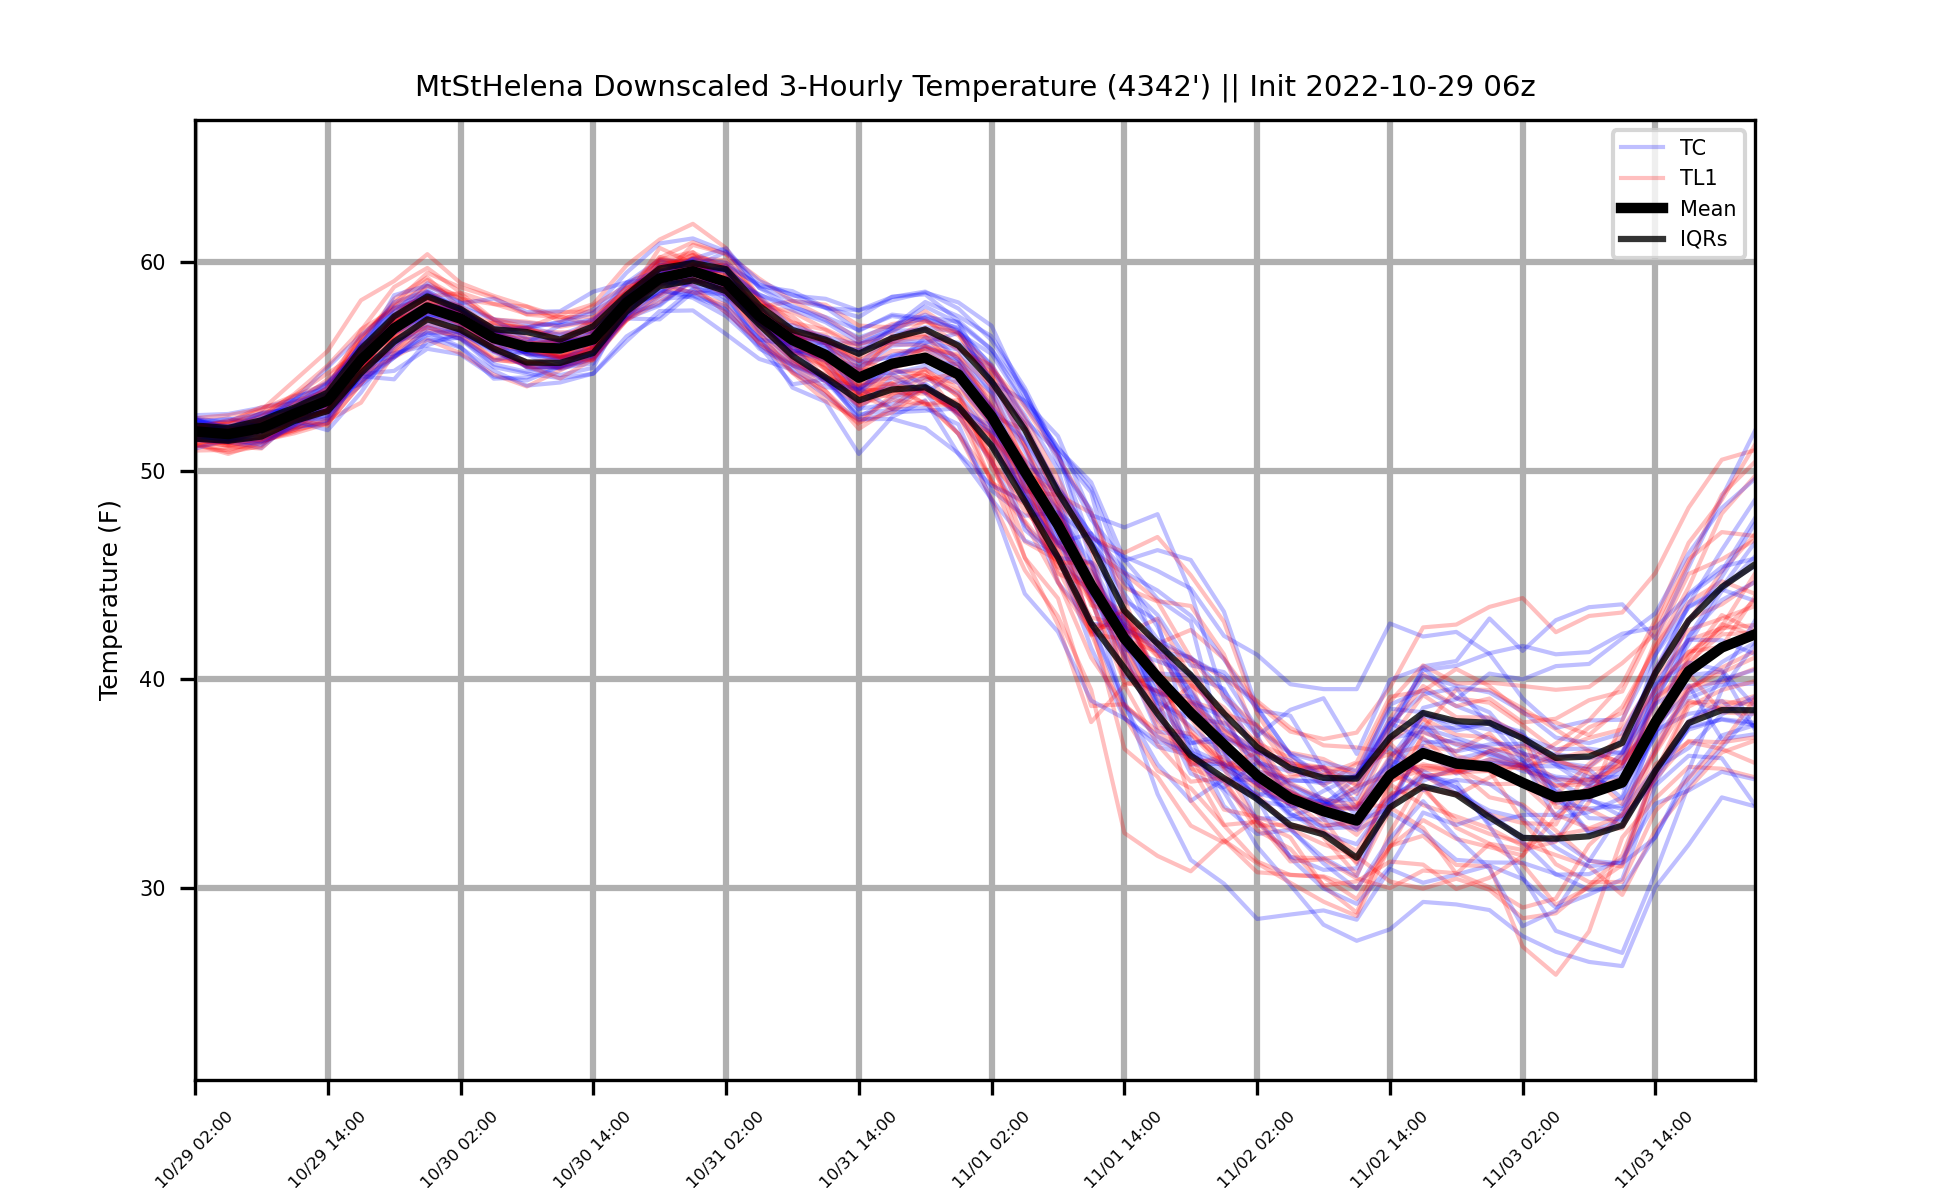 MtStHelena Downscaled 3-Hourly Temperature (4342') || Init 2022-10-29 06z
TC
TL1
Mean
IQRs
Temperature (F)
60
50
40
30
10/29 02:00
10/29 14:00
10/30 02:00
10/30 14:00
10/31 02:00
10/31 14:00
11/01 02:00
11/01 14:00
11/02 02:00
11/02 14:00
11/03 02:00
11/03 14:00